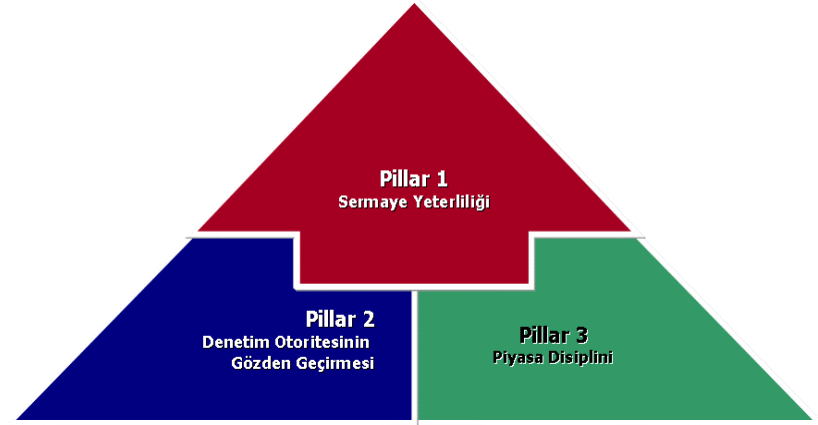 Pillar 1
Sermaye Yeterliliği
Pillar 2
Denetim Otoritesinin
Gözden Geçirmesi
Pillar 3
Piyasa Disiplini